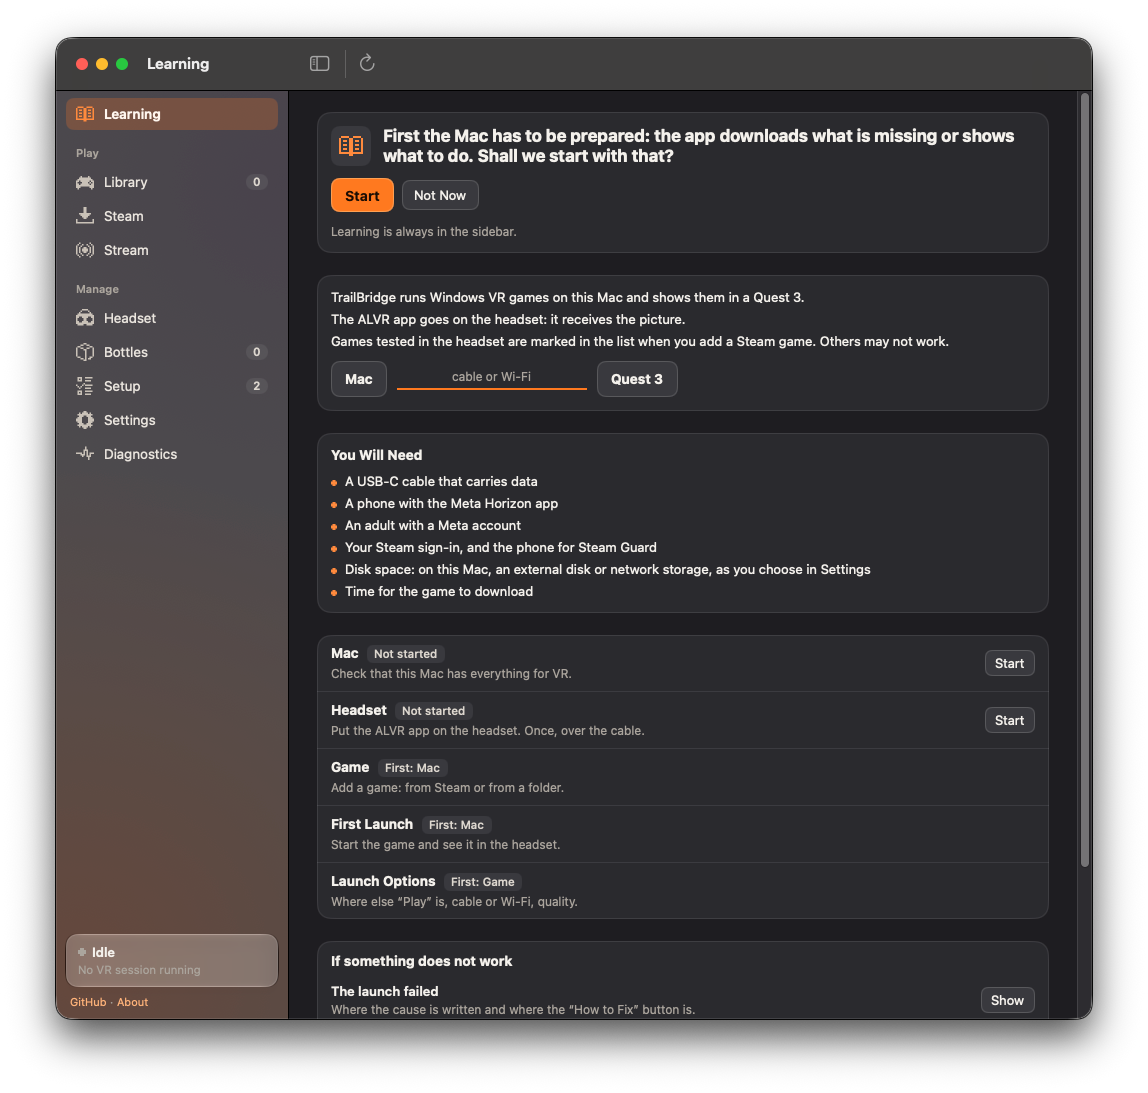 Learning
Learning
Play
Library 0
Steam
Stream
Manage
Headset
Bottles 0
Setup 2
Settings
Diagnostics
Idle
No VR session running
GitHub · About
First the Mac has to be prepared: the app downloads what is missing or shows
what to do. Shall we start with that?
Start Not Now
Learning is always in the sidebar.
TrailBridge runs Windows VR games on this Mac and shows them in a Quest 3.
The ALVR app goes on the headset: it receives the picture.
Games tested in the headset are marked in the list when you add a Steam game. Others may not work.
Mac cable or Wi-Fi Quest 3
You Will Need
A USB-C cable that carries data
A phone with the Meta Horizon app
An adult with a Meta account
Your Steam sign-in, and the phone for Steam Guard
Disk space: on this Mac, an external disk or network storage, as you choose in Settings
Time for the game to download
Mac Not started
Check that this Mac has everything for VR.
Start
Headset Not started
Put the ALVR app on the headset. Once, over the cable.
Start
Game First: Mac
Add a game: from Steam or from a folder.
First Launch First: Mac
Start the game and see it in the headset.
Launch Options First: Game
Where else “Play” is, cable or Wi-Fi, quality.
If something does not work
The launch failed
Where the cause is written and where the “How to Fix” button is.
Show